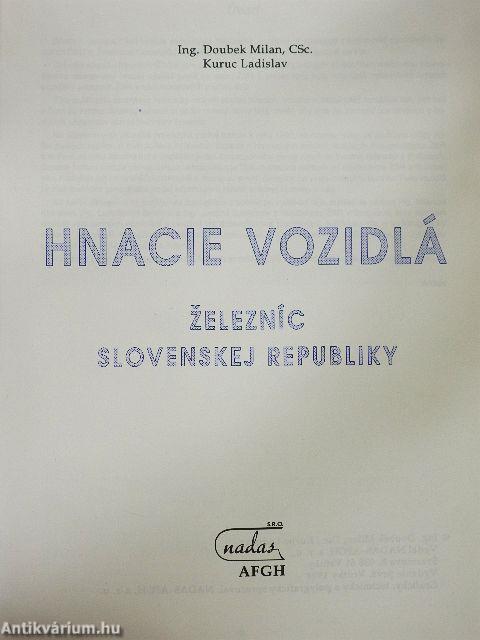 Ing. Doubek Milan, CSc.
Kuruc Ladislav
HNACIE VOZIDLÁ
ŽELEZNÍC
SLOVENSKEJ REPUBLIKY
S.R.O.
nadas
AFGH
Antikvárium.hu